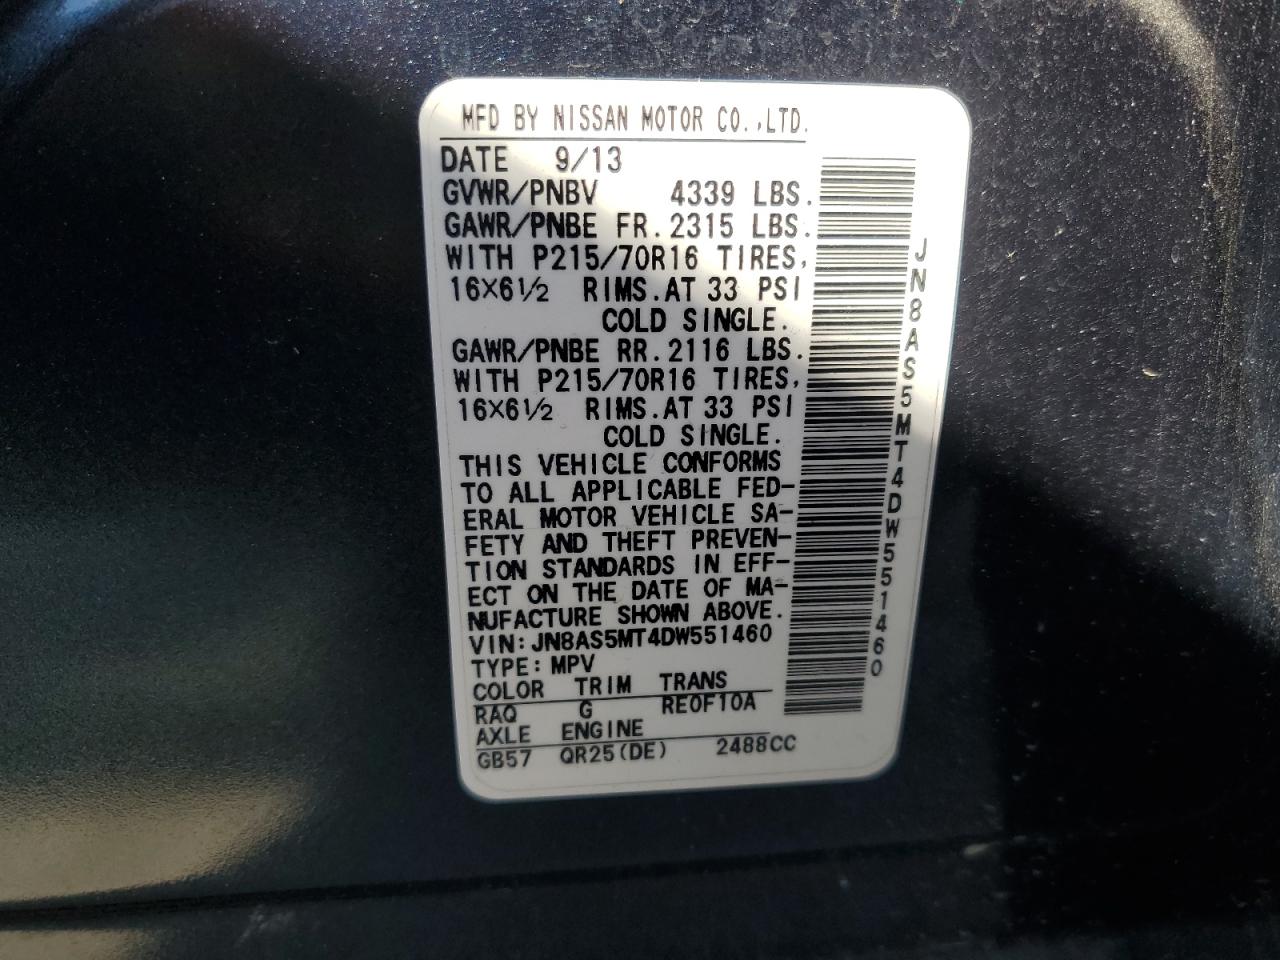 MFD BY NISSAN MOTOR CO.,LTD.
DATE 9/13
GVWR/PNBV 4339 LBS.
GAWR/PNBE FR. 2315 LBS.
WITH P215/70R16 TIRES,
16×6½ RIMS. AT 33 PSI
COLD SINGLE.
GAWR/PNBE RR. 2116 LBS.
WITH P215/70R16 TIRES,
16×6½ RIMS. AT 33 PSI
COLD SINGLE.
THIS VEHICLE CONFORMS
TO ALL APPLICABLE FED-
ERAL MOTOR VEHICLE SA-
FETY AND THEFT PREVEN-
TION STANDARDS IN EFF-
ECT ON THE DATE OF MA-
NUFACTURE SHOWN ABOVE.
VIN: JN8AS5MT4DW551460
TYPE: MPV
COLOR TRIM TRANS
RAQ G RE0F10A
AXLE ENGINE
GB57 QR25(DE) 2488CC
JN8AS5MT4DW551460